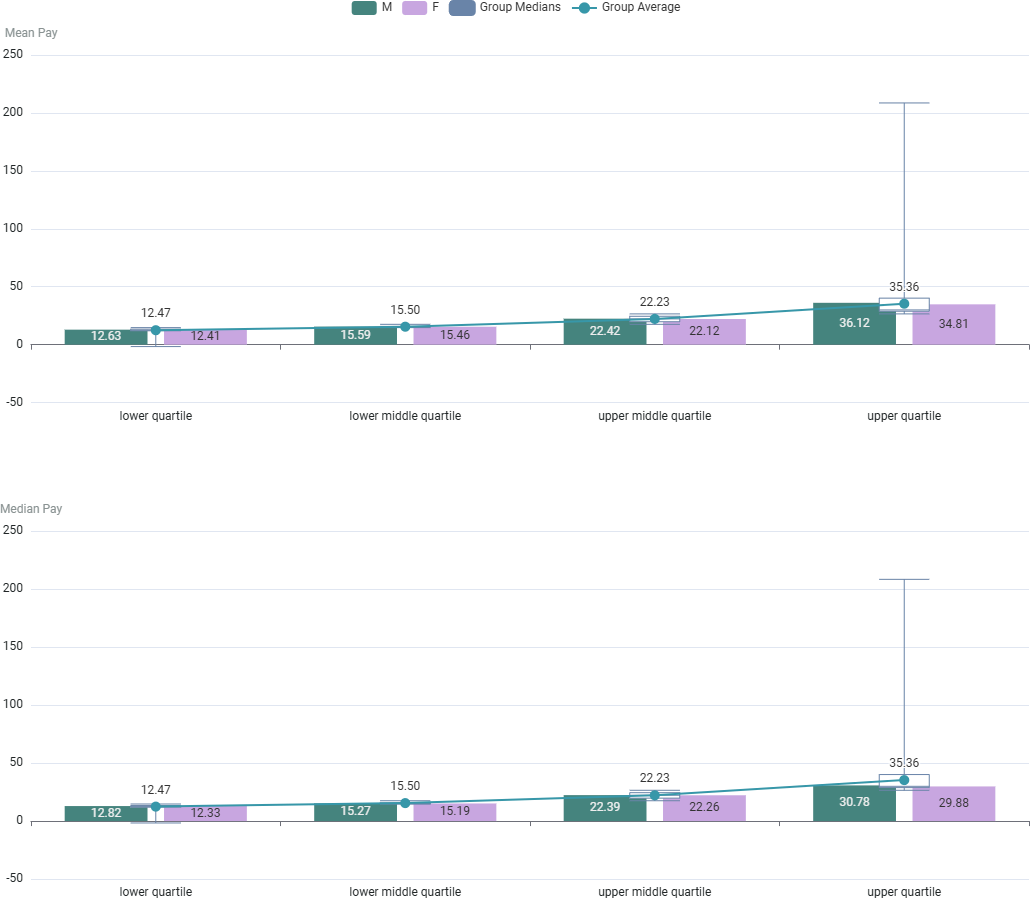 M F Group Medians Group Average
Mean Pay
250
200
150
100
50
0
-50
12.47 15.50 22.23 35.36
12.63 12.41 15.59 15.46 22.42 22.12 36.12 34.81
lower quartile lower middle quartile upper middle quartile upper quartile
Median Pay
250
200
150
100
50
0
-50
12.47 15.50 22.23 35.36
12.82 12.33 15.27 15.19 22.39 22.26 30.78 29.88
lower quartile lower middle quartile upper middle quartile upper quartile